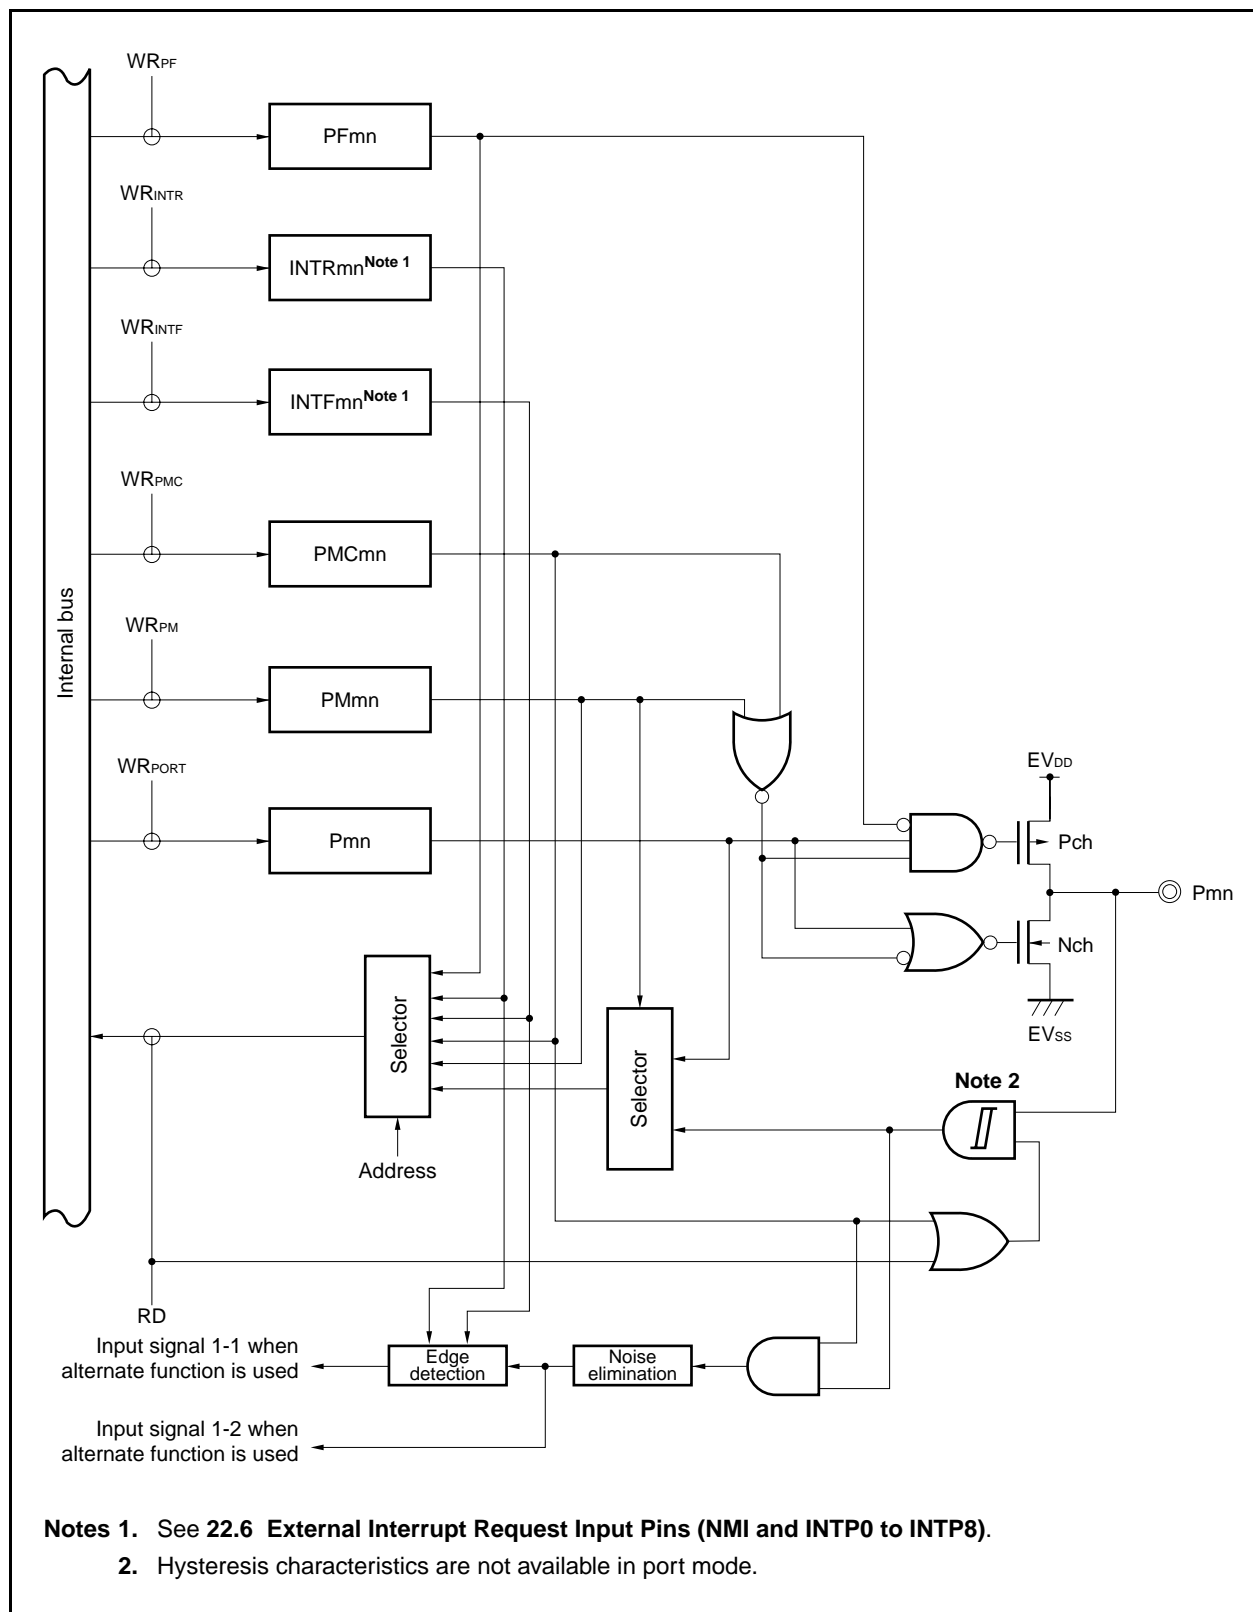 WRPF
PFmn
WRINTR
INTRmnNote 1
WRINTF
INTFmnNote 1
WRPMC
PMCmn
Internal bus
WRPM
PMmn
WRPORT
EVDD
Pmn
Pch
Pmn
Nch
Selector
EVSS
Selector
Note 2
Address
RD
Input signal 1-1 when
alternate function is used
Edge
detection
Noise
elimination
Input signal 1-2 when
alternate function is used
Notes 1. See 22.6 External Interrupt Request Input Pins (NMI and INTP0 to INTP8).
2. Hysteresis characteristics are not available in port mode.